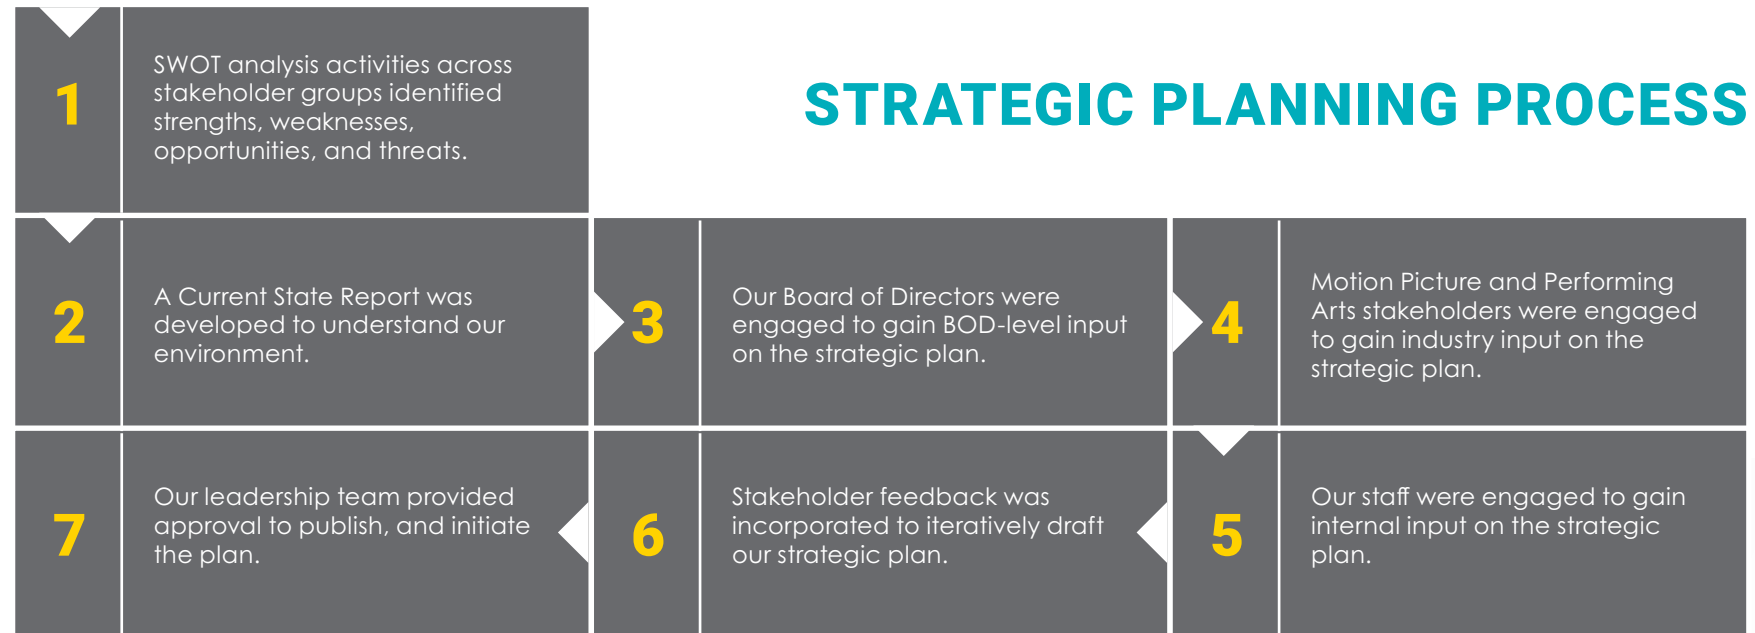 STRATEGIC PLANNING PROCESS
1
SWOT analysis activities across
stakeholder groups identified
strengths, weaknesses,
opportunities, and threats.
2
A Current State Report was
developed to understand our
environment.
3
Our Board of Directors were
engaged to gain BOD-level input
on the strategic plan.
4
Motion Picture and Performing
Arts stakeholders were engaged
to gain industry input on the
strategic plan.
5
Our staff were engaged to gain
internal input on the strategic
plan.
6
Stakeholder feedback was
incorporated to iteratively draft
our strategic plan.
7
Our leadership team provided
approval to publish, and initiate
the plan.